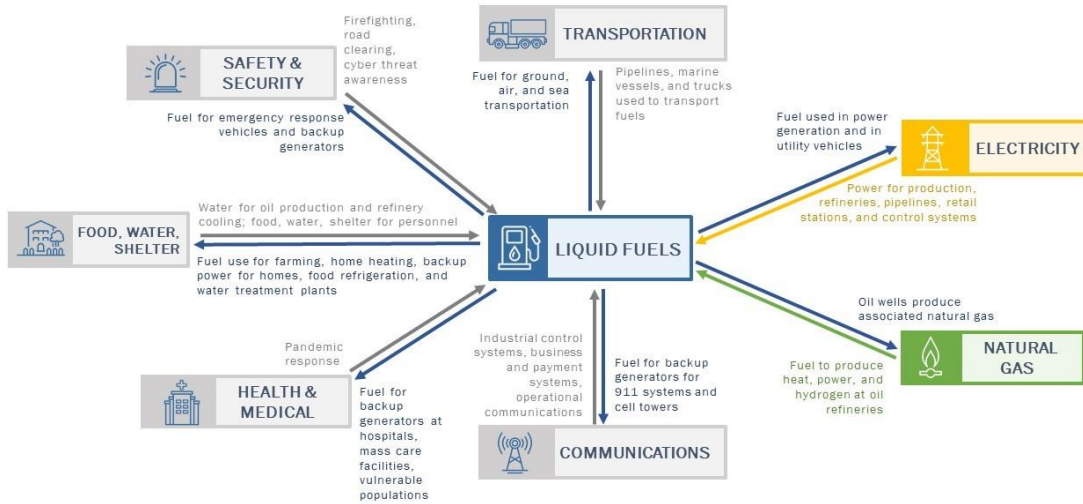 Firefighting,
road
clearing,
cyber threat
awareness
SAFETY &
SECURITY
Fuel for emergency response
vehicles and backup
generators
TRANSPORTATION
Fuel for ground,
air, and sea
transportation
Pipelines, marine
vessels, and trucks
used to transport
fuels
Fuel used in power
generation and in
utility vehicles
ELECTRICITY
Power for production,
refineries, pipelines, retail
stations, and control systems
Water for oil production and refinery
cooling; food, water, shelter for personnel
FOOD, WATER,
SHELTER
Fuel use for farming, home heating, backup
power for homes, food refrigeration, and
water treatment plants
LIQUID FUELS
Oil wells produce
associated natural gas
NATURAL
GAS
Fuel to produce
heat, power, and
hydrogen at oil
refineries
Pandemic
response
HEALTH &
MEDICAL
Fuel for
backup
generators at
hospitals,
mass care
facilities,
vulnerable
populations
Industrial control
systems, business
and payment
systems,
operational
communications
Fuel for backup
generators for
911 systems and
cell towers
COMMUNICATIONS